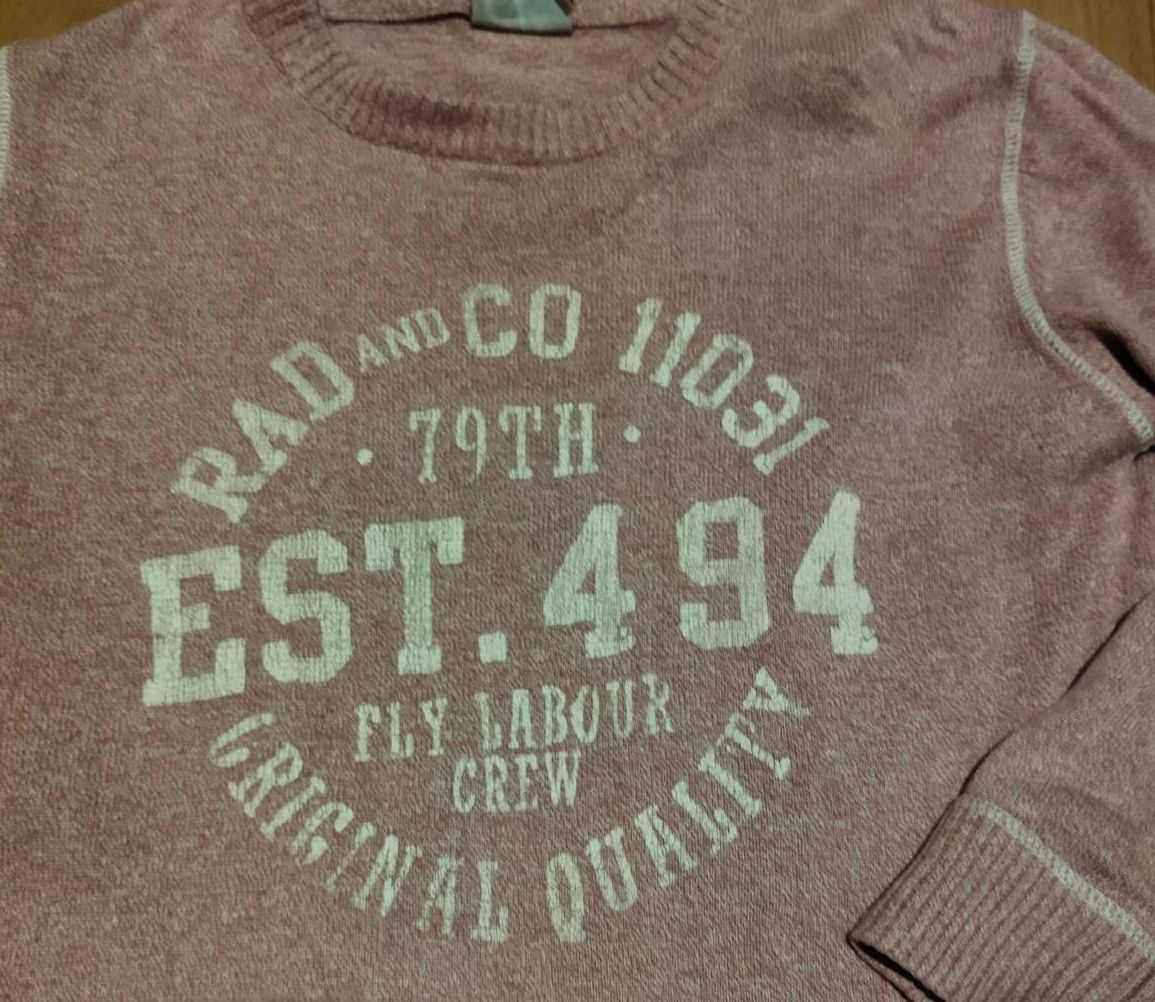 RAD AND CO 11031
· 79TH ·
EST. 494
FLY LABOUR
CREW
ORIGINAL QUALITY